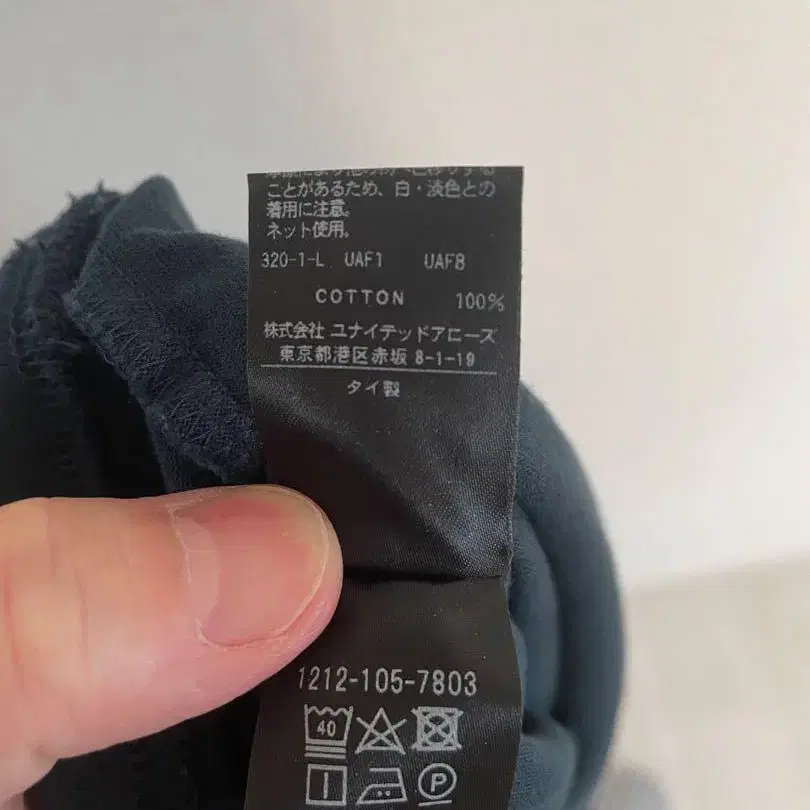 ことがあるため、白・淡色との
着用に注意。
ネット使用。
320-1-L UAF1 UAF8
COTTON 100%
株式会社 ユナイテッドアローズ
東京都港区赤坂 8-1-19
タイ製
1212-105-7803
40
P